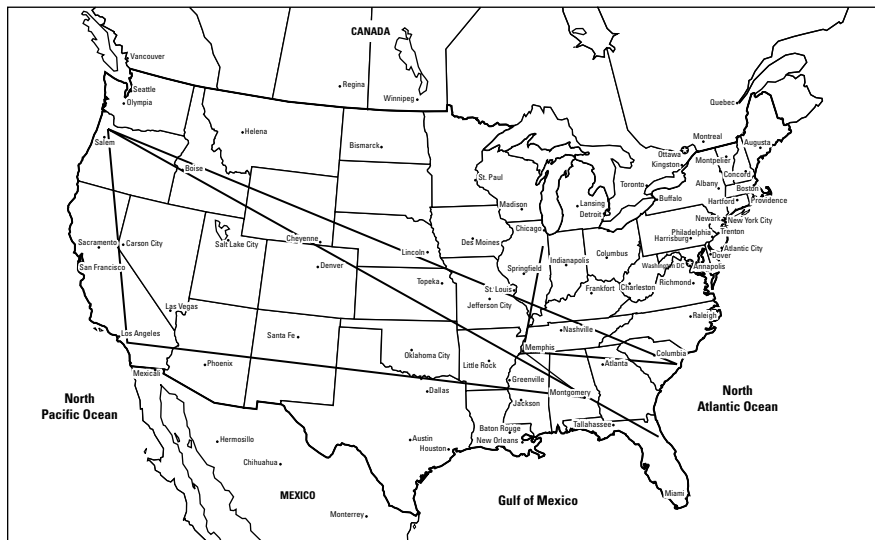 CANADA
Vancouver
Seattle
Olympia
Regina
Winnipeg
Quebec
Salem
Helena
Bismarck
Montreal
Augusta
Ottawa
Kingston
Montpelier
Boise
St. Paul
Toronto
Concord
Albany
Boston
Buffalo
Hartford
Providence
Madison
Lansing
Detroit
Newark
New York City
Sacramento
Carson City
Salt Lake City
Cheyenne
Chicago
Philadelphia
Trenton
Harrisburg
Des Moines
Lincoln
Indianapolis
Columbus
Atlantic City
Dover
San Francisco
Denver
Springfield
Washington DC
Annapolis
Topeka
St. Louis
Jefferson City
Frankfort
Charleston
Richmond
Las Vegas
Raleigh
Nashville
Los Angeles
Santa Fe
Memphis
Columbia
Oklahoma City
Little Rock
Atlanta
Phoenix
Mexicali
Greenville
Dallas
Montgomery
North
Pacific Ocean
Jackson
North
Atlantic Ocean
Baton Rouge
Tallahassee
Hermosillo
Austin
New Orleans
Houston
Chihuahua
MEXICO
Gulf of Mexico
Miami
Monterrey